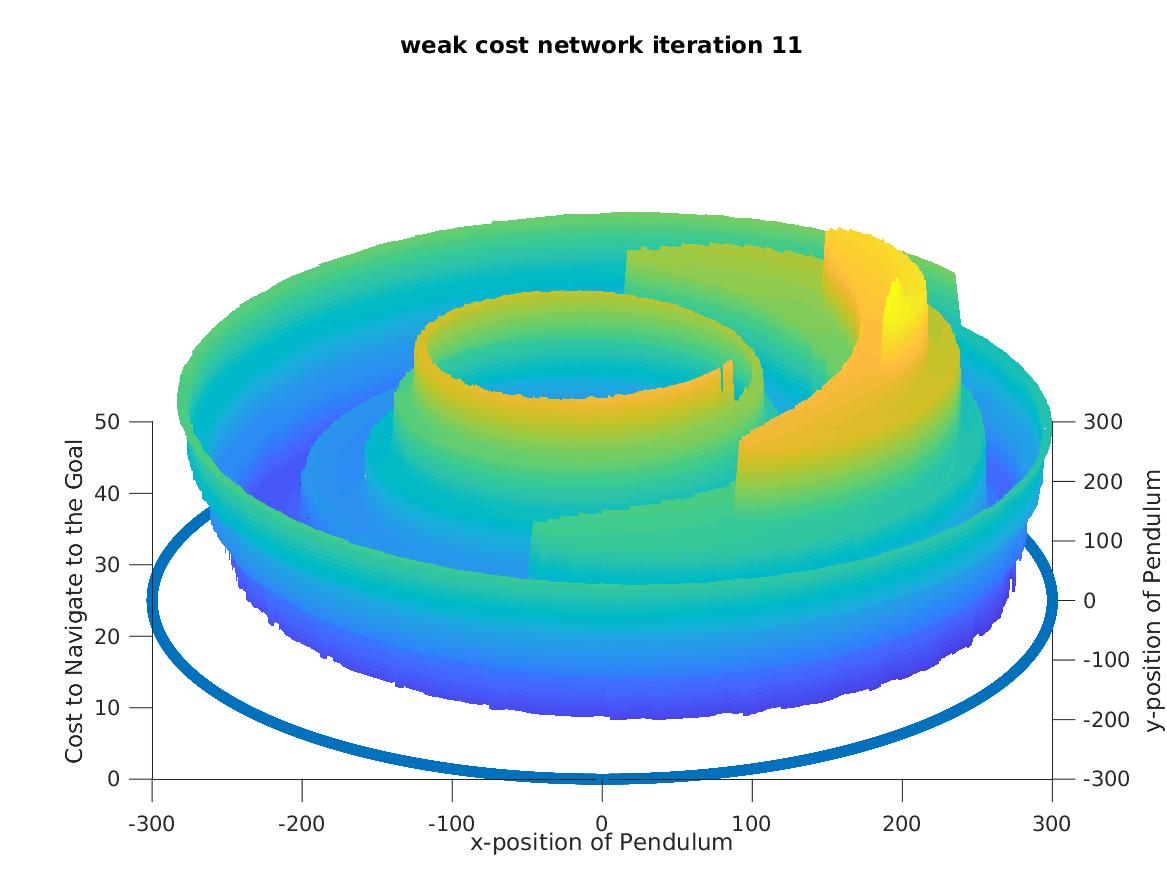 weak cost network iteration 11
Cost to Navigate to the Goal
50
40
30
20
10
0
300
200
100
0
-100
-200
-300
y-position of Pendulum
-300 -200 -100 0 100 200 300
x-position of Pendulum